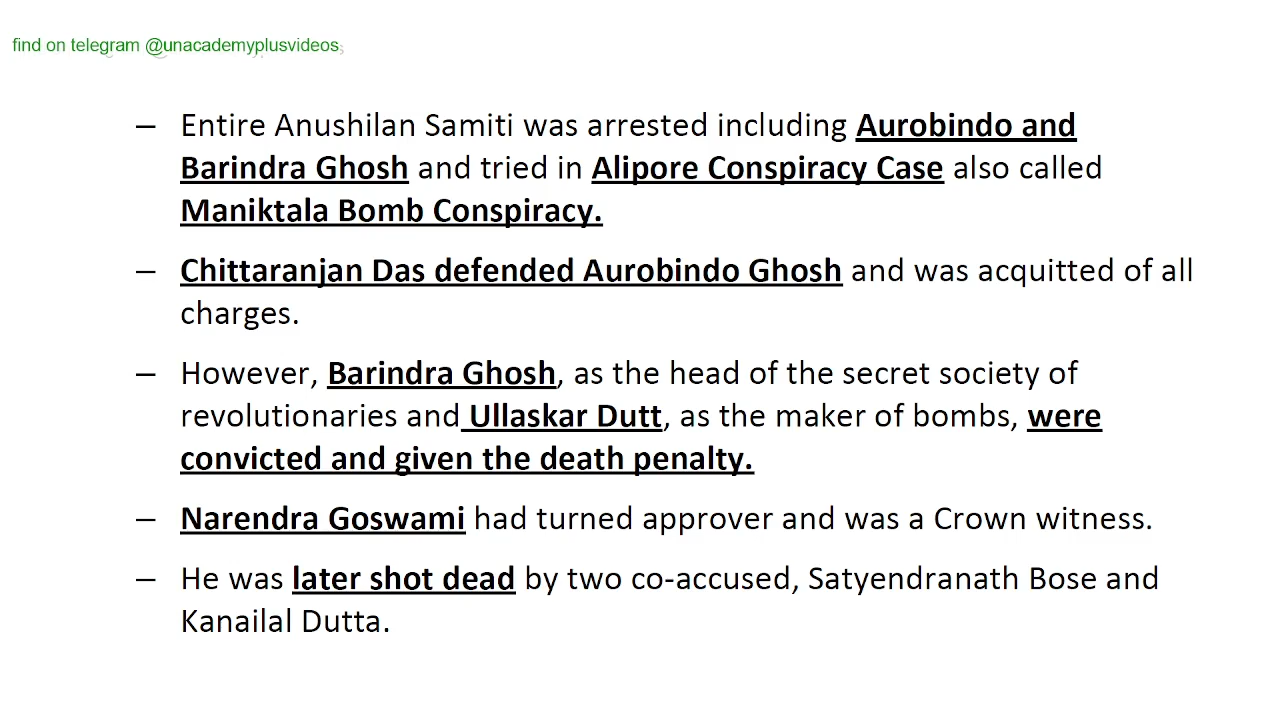 find on telegram @unacademyplusvideos
– Entire Anushilan Samiti was arrested including Aurobindo and
Barindra Ghosh and tried in Alipore Conspiracy Case also called
Maniktala Bomb Conspiracy.
– Chittaranjan Das defended Aurobindo Ghosh and was acquitted of all
charges.
– However, Barindra Ghosh, as the head of the secret society of
revolutionaries and Ullaskar Dutt, as the maker of bombs, were
convicted and given the death penalty.
– Narendra Goswami had turned approver and was a Crown witness.
– He was later shot dead by two co-accused, Satyendranath Bose and
Kanailal Dutta.